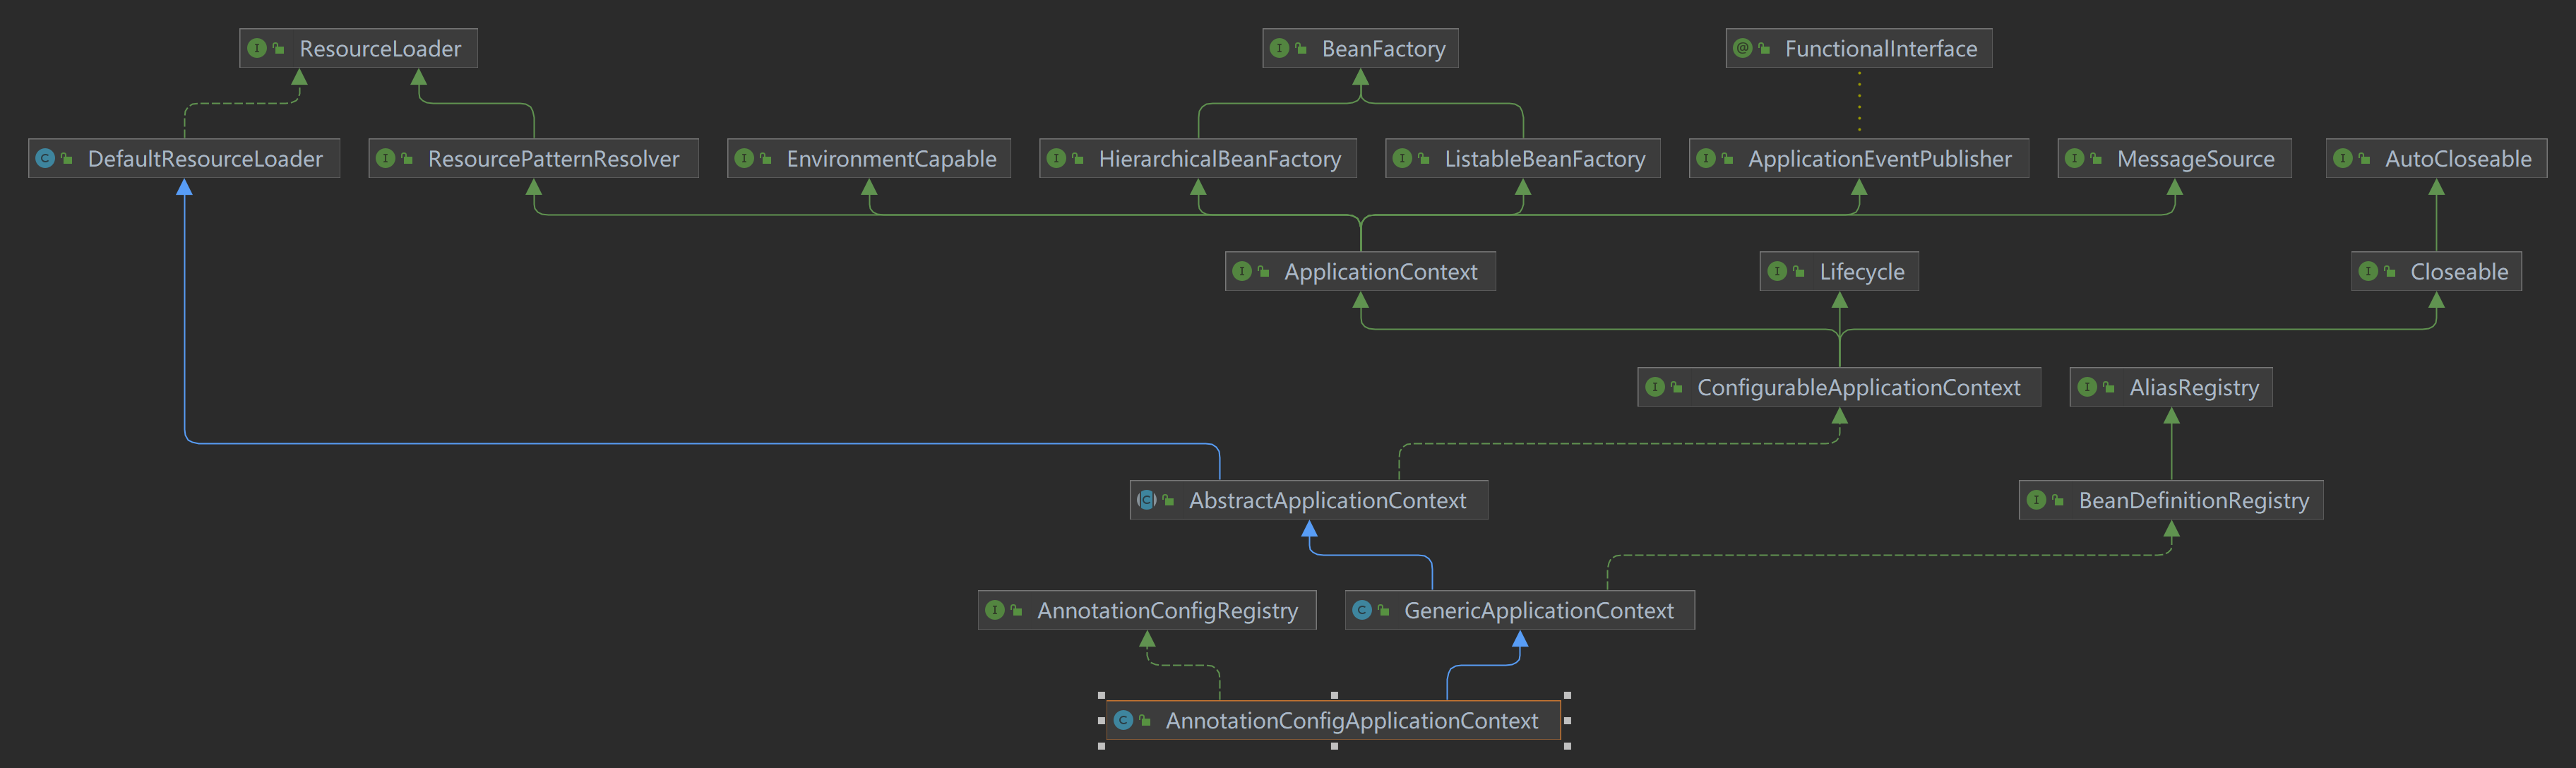 ResourceLoader
BeanFactory
FunctionalInterface
DefaultResourceLoader
ResourcePatternResolver
EnvironmentCapable
HierarchicalBeanFactory
ListableBeanFactory
ApplicationEventPublisher
MessageSource
AutoCloseable
ApplicationContext
Lifecycle
Closeable
ConfigurableApplicationContext
AliasRegistry
AbstractApplicationContext
BeanDefinitionRegistry
AnnotationConfigRegistry
GenericApplicationContext
AnnotationConfigApplicationContext